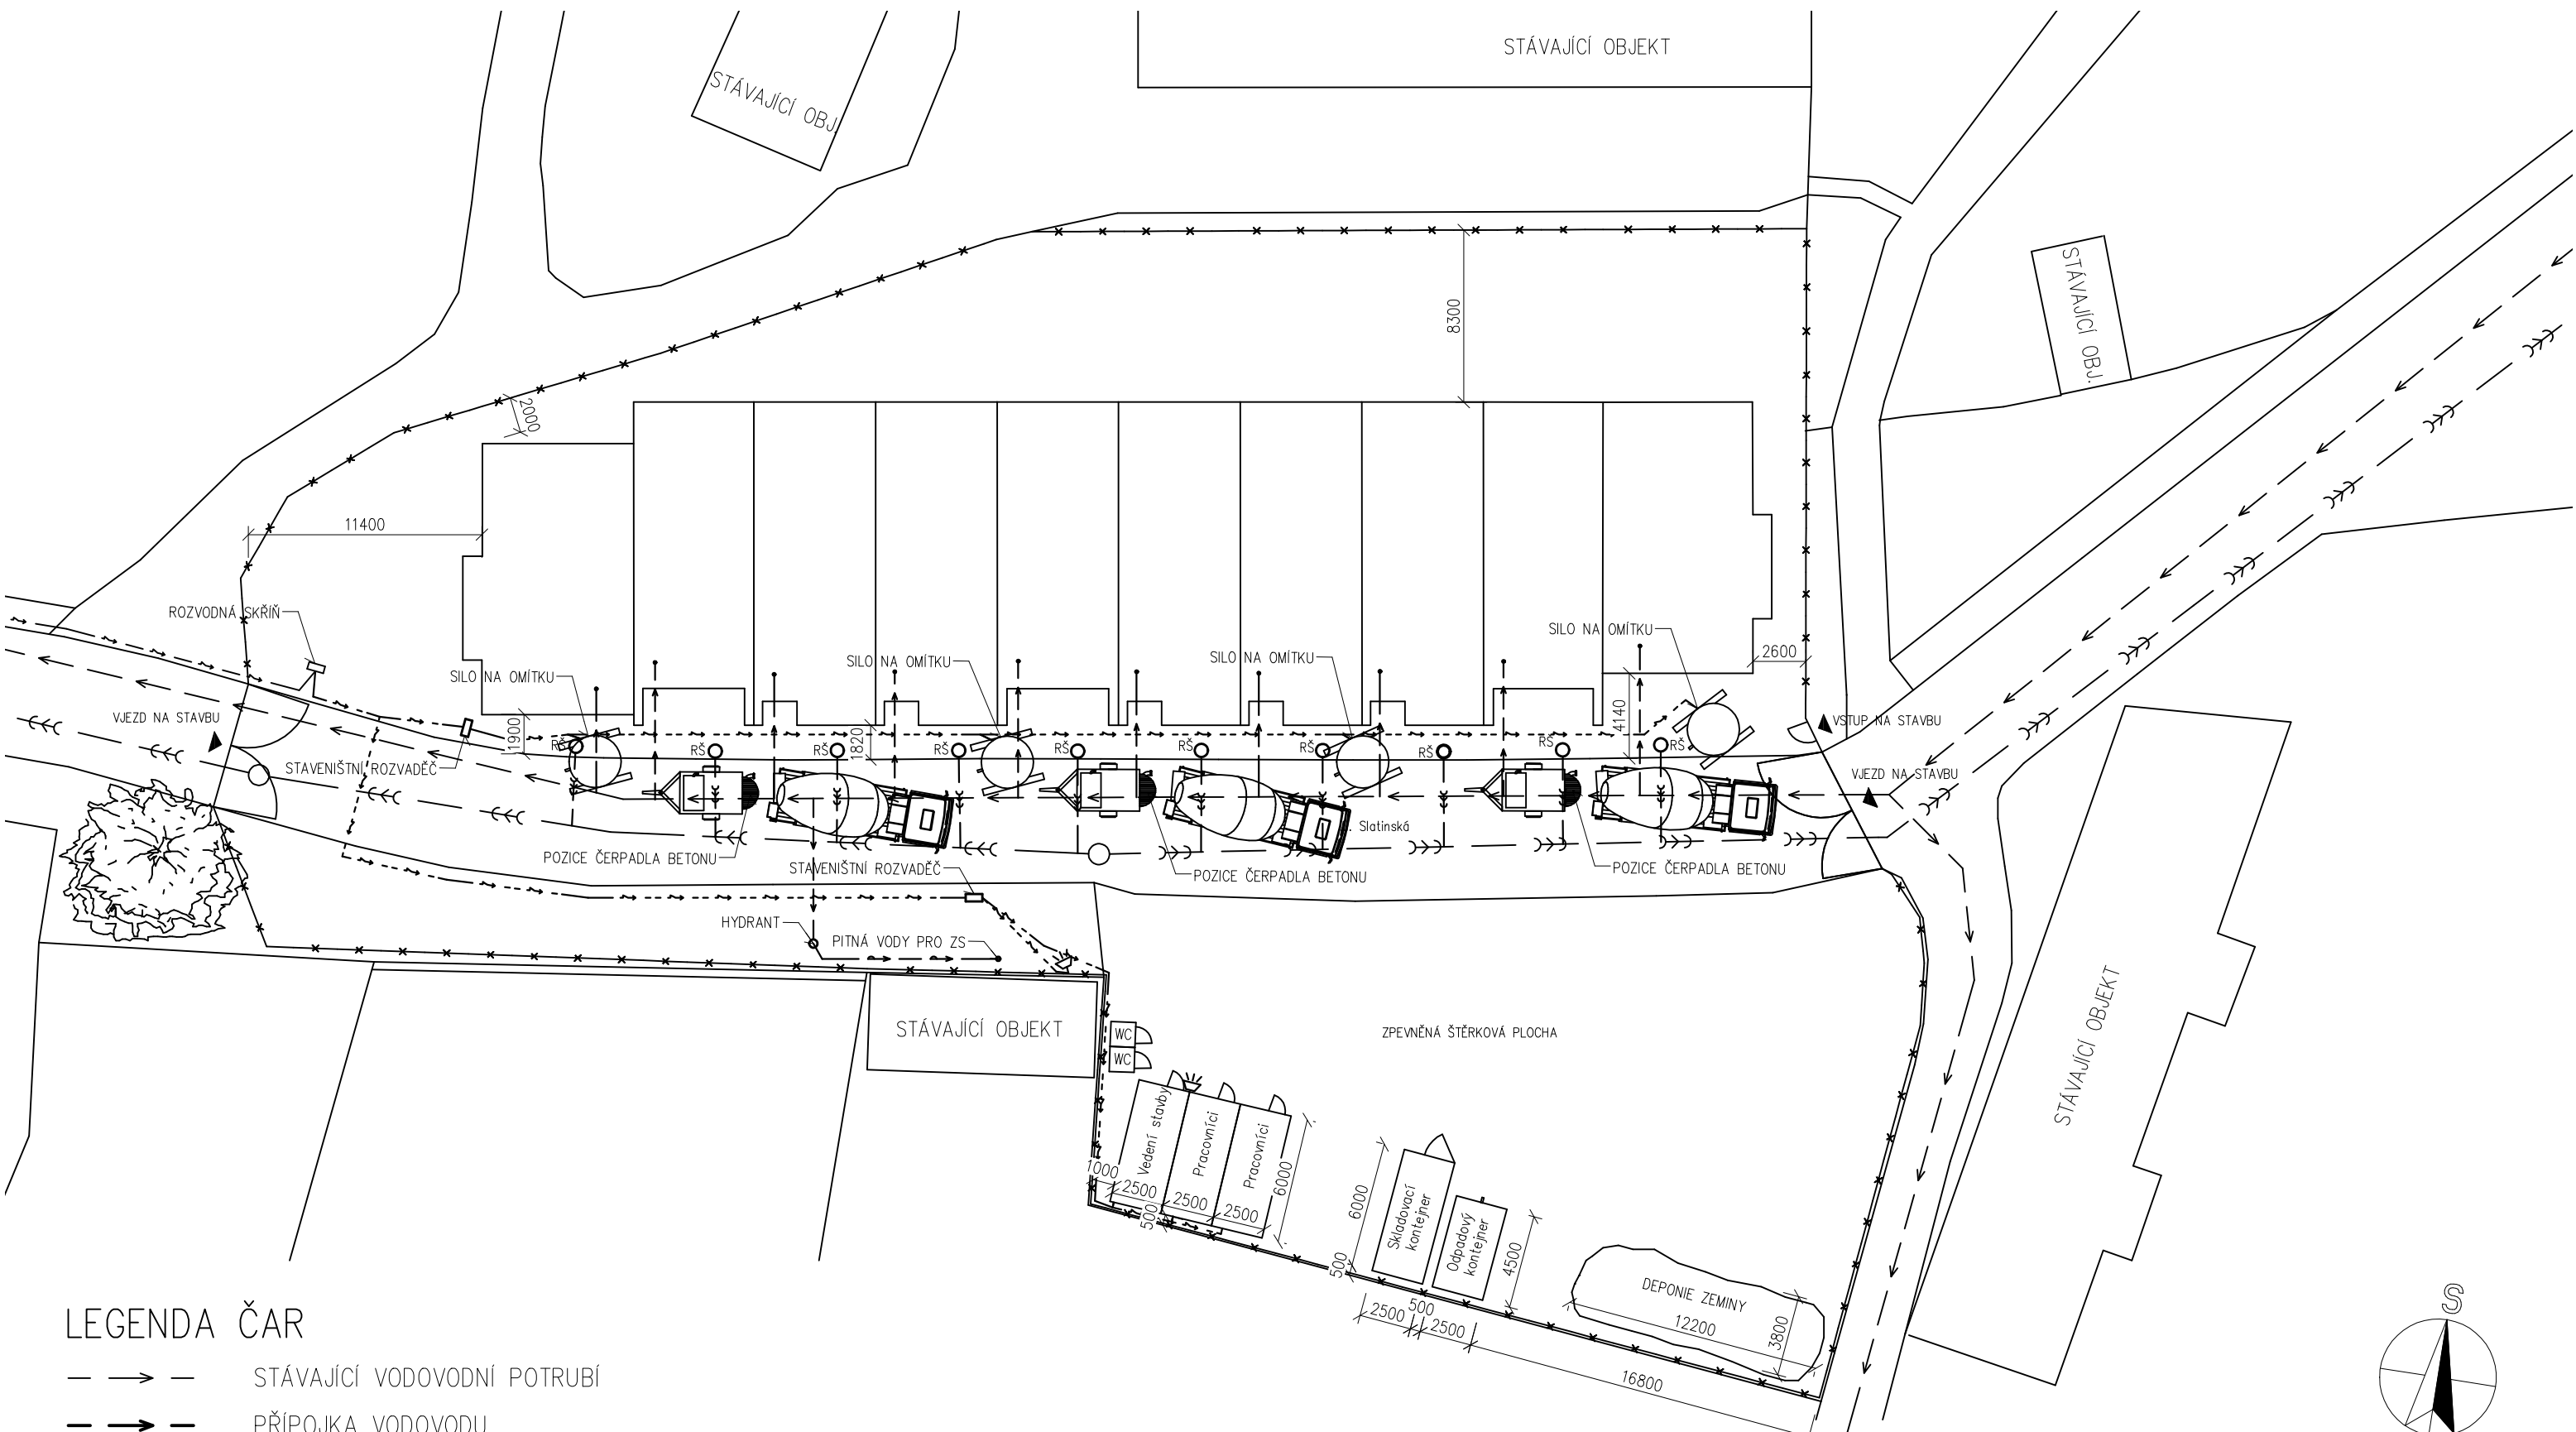 STÁVAJÍCÍ OBJEKT
STÁVAJÍCÍ OBJ.
STÁVAJÍCÍ OBJ.
8300
2000
11400
ROZVODNÁ SKŘÍŇ
SILO NA OMÍTKU
SILO NA OMÍTKU
SILO NA OMÍTKU
SILO NA OMÍTKU
2600
VJEZD NA STAVBU
1900
1820
4140
VSTUP NA STAVBU
RŠ
RŠ
RŠ
RŠ
RŠ
RŠ
RŠ
RŠ
RŠ
RŠ
STAVENIŠTNÍ ROZVADĚČ
VJEZD NA STAVBU
Slatinská
POZICE ČERPADLA BETONU
STAVENIŠTNÍ ROZVADĚČ
POZICE ČERPADLA BETONU
POZICE ČERPADLA BETONU
HYDRANT
PITNÁ VODY PRO ZS
STÁVAJÍCÍ OBJEKT
WC
WC
ZPEVNĚNÁ ŠTĚRKOVÁ PLOCHA
STÁVAJÍCÍ OBJEKT
Vedení stavby
Pracovníci
Pracovníci
1000
2500
2500
2500
6000
500
6000
Skladovací
kontejner
Odpadový
kontejner
4500
500
2500
500
2500
DEPONIE ZEMINY
12200
3800
16800
S
LEGENDA ČAR
STÁVAJÍCÍ VODOVODNÍ POTRUBÍ
PŘÍPOJKA VODOVODU